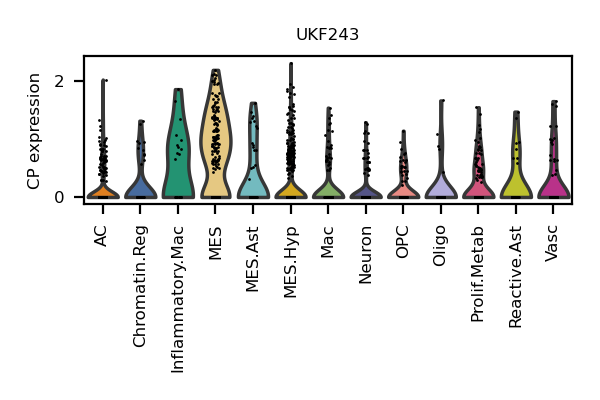 UKF243
CP expression
2
0
AC
Chromatin.Reg
Inflammatory.Mac
MES
MES.Ast
MES.Hyp
Mac
Neuron
OPC
Oligo
Prolif.Metab
Reactive.Ast
Vasc